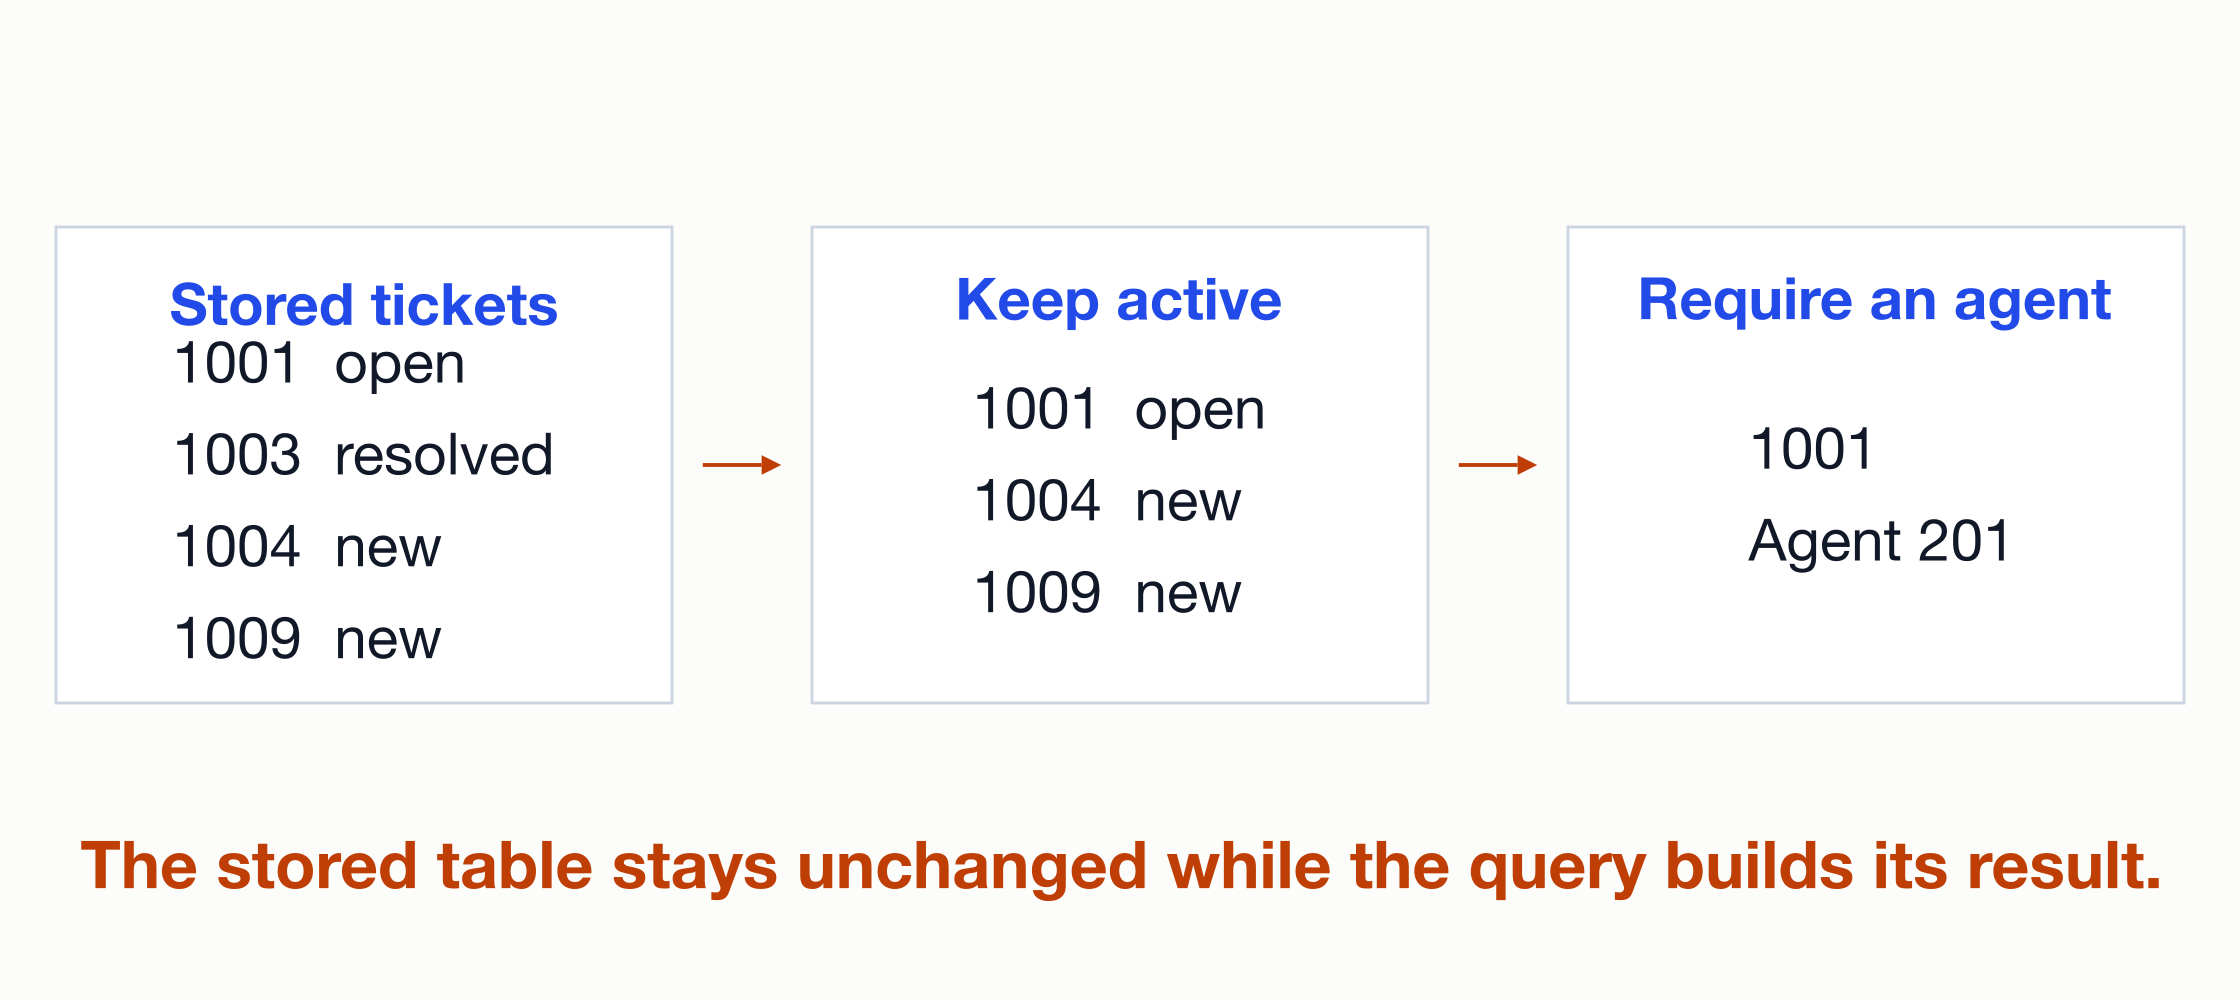 Stored tickets
1001 open
1003 resolved
1004 new
1009 new
Keep active
1001 open
1004 new
1009 new
Require an agent
1001
Agent 201
The stored table stays unchanged while the query builds its result.